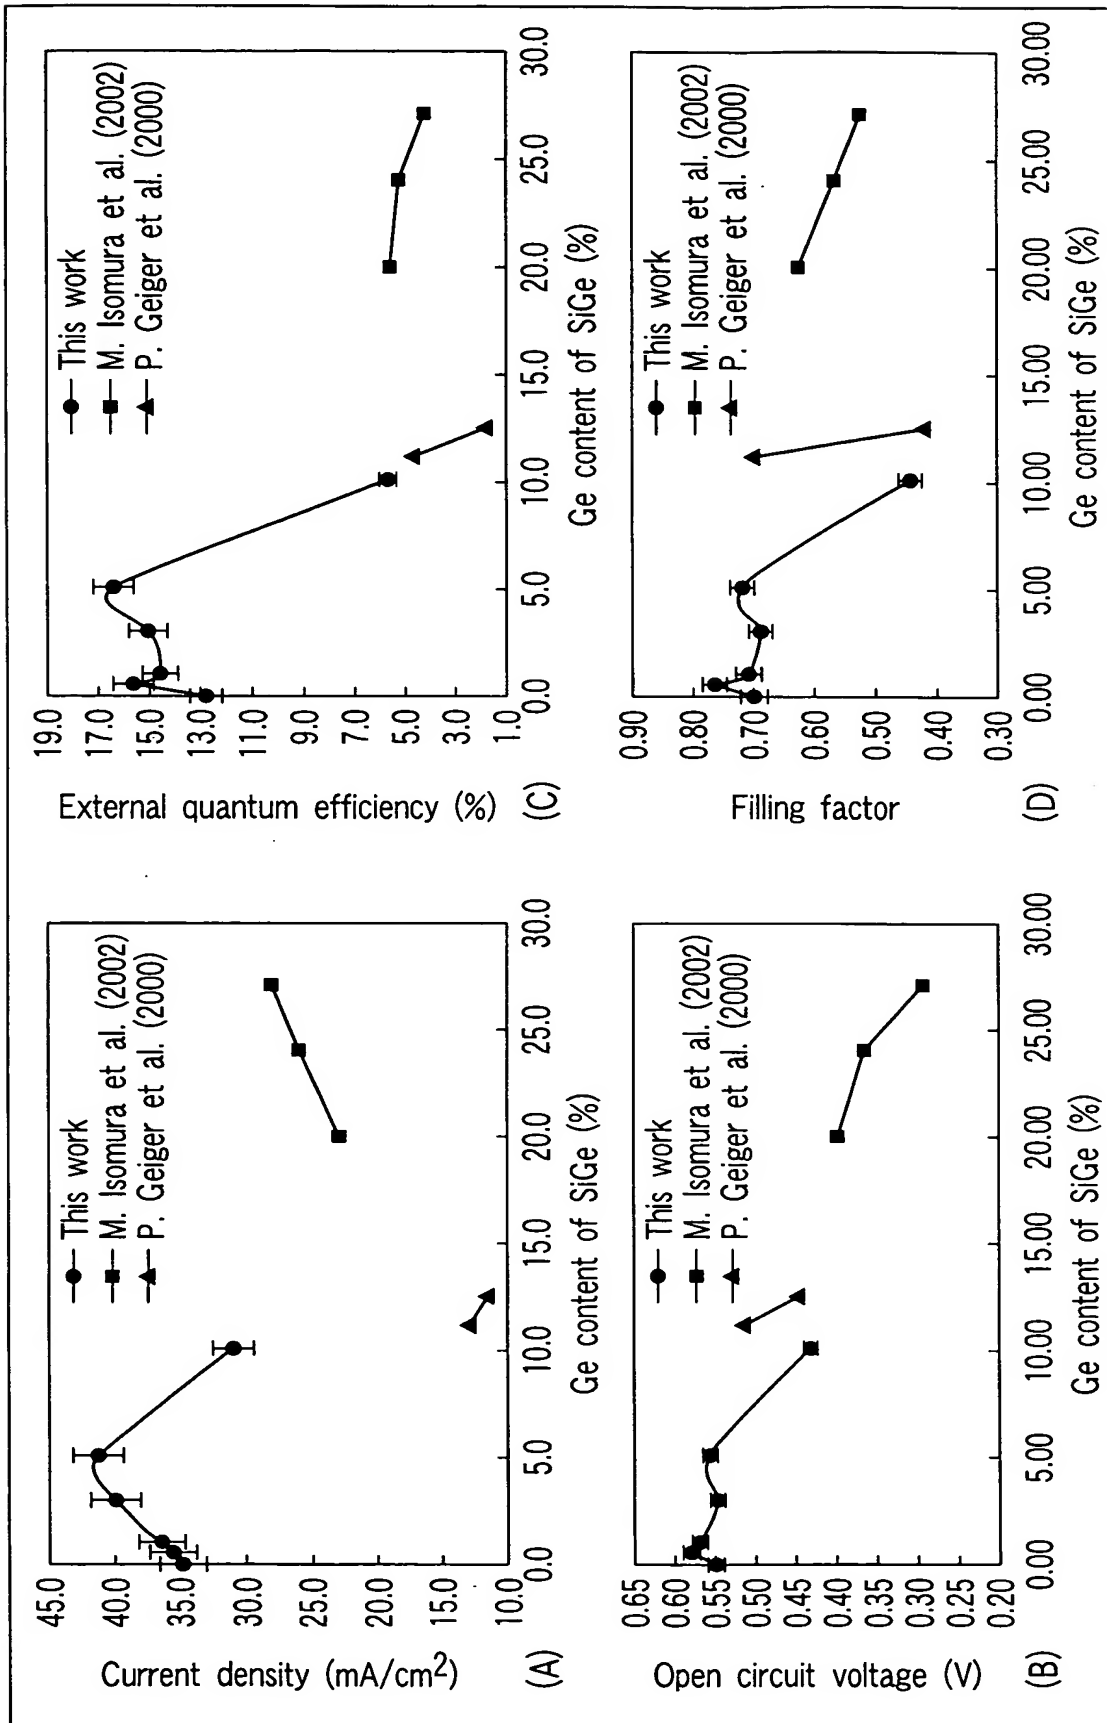 45.0
40.0
35.0
30.0
20.0
15.0
10.0
0.0
5.0
10.0
15.0
20.0
25.0
30.0
Current density (mA/cm2)
Ge content of SiGe (%)
This work
M. Isomura et al. (2002)
P. Geiger et al. (2000)
(A)
0.65
0.60
0.55
0.50
0.45
0.40
0.35
0.30
0.25
0.20
0.00
5.00
10.00
15.00
20.00
25.00
30.00
Open circuit voltage (V)
Ge content of SiGe (%)
This work
M. Isomura et al. (2002)
P. Geiger et al. (2000)
(B)
19.0
17.0
15.0
13.0
11.0
9.0
7.0
5.0
3.0
1.0
0.0
5.0
10.0
15.0
20.0
25.0
30.0
External quantum efficiency (%)
Ge content of SiGe (%)
This work
M. Isomura et al. (2002)
P. Geiger et al. (2000)
(C)
0.90
0.80
0.70
0.60
0.50
0.40
0.30
0.00
5.00
10.00
15.00
20.00
25.00
30.00
Filling factor
Ge content of SiGe (%)
This work
M. Isomura et al. (2002)
P. Geiger et al. (2000)
(D)